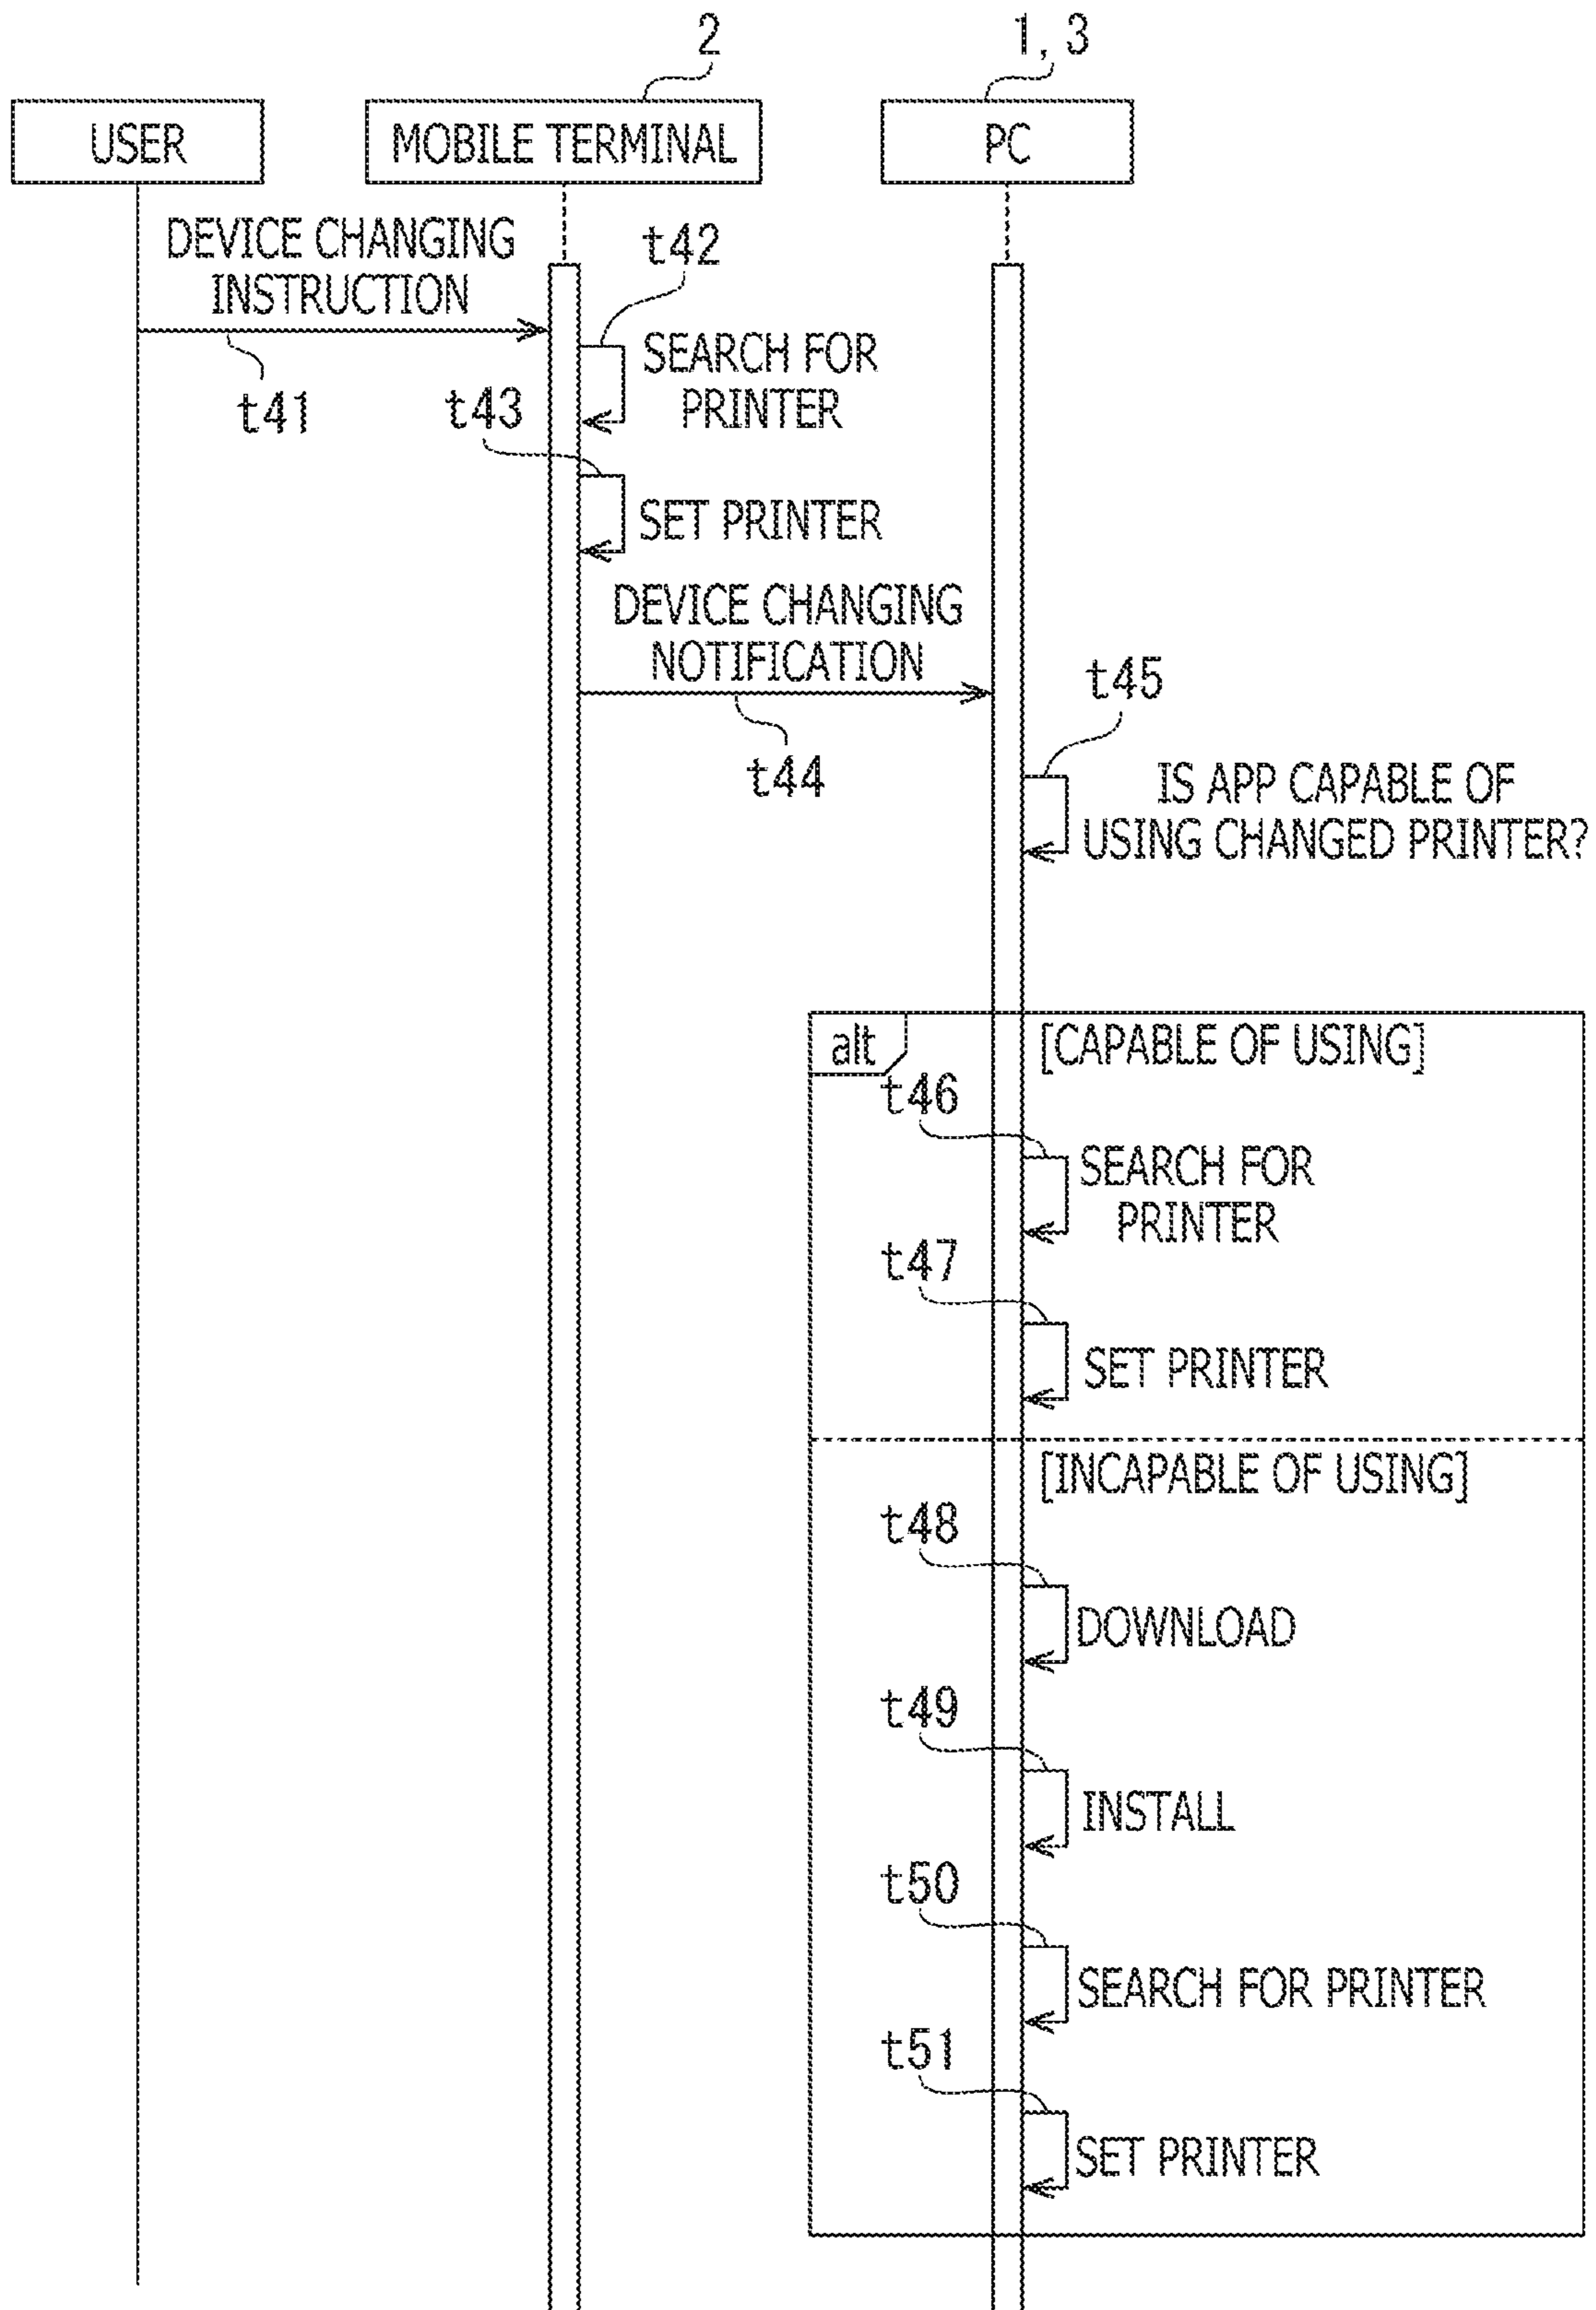 2
1, 3
USER
MOBILE TERMINAL
PC
DEVICE CHANGING
INSTRUCTION
t41
t42
SEARCH FOR
PRINTER
t43
SET PRINTER
DEVICE CHANGING
NOTIFICATION
t44
t45
IS APP CAPABLE OF
USING CHANGED PRINTER?
alt
[CAPABLE OF USING]
t46
SEARCH FOR
PRINTER
t47
SET PRINTER
[INCAPABLE OF USING]
t48
DOWNLOAD
t49
INSTALL
t50
SEARCH FOR PRINTER
t51
SET PRINTER